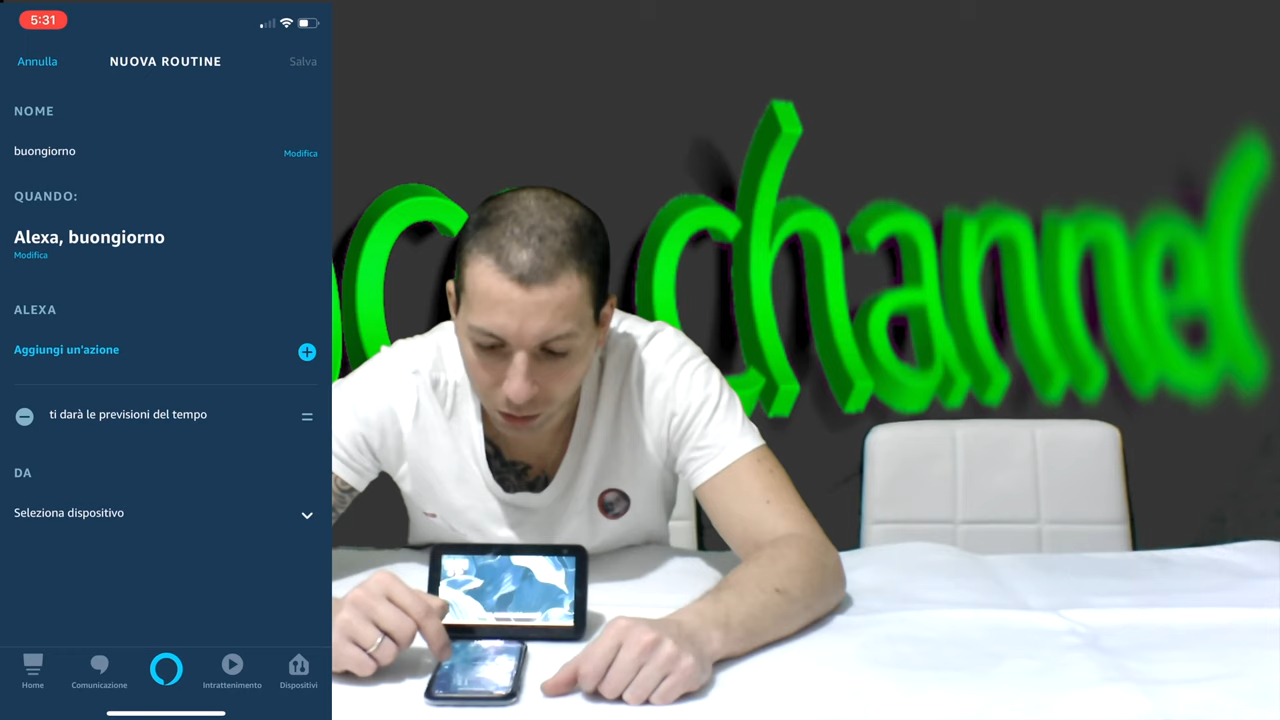 5:31
Annulla
NUOVA ROUTINE
Salva
NOME
buongiorno
Modifica
QUANDO:
Alexa, buongiorno
Modifica
ALEXA
Aggiungi un'azione
ti darà le previsioni del tempo
DA
Seleziona dispositivo
Home
Comunicazione
Intrattenimento
Dispositivi
channel